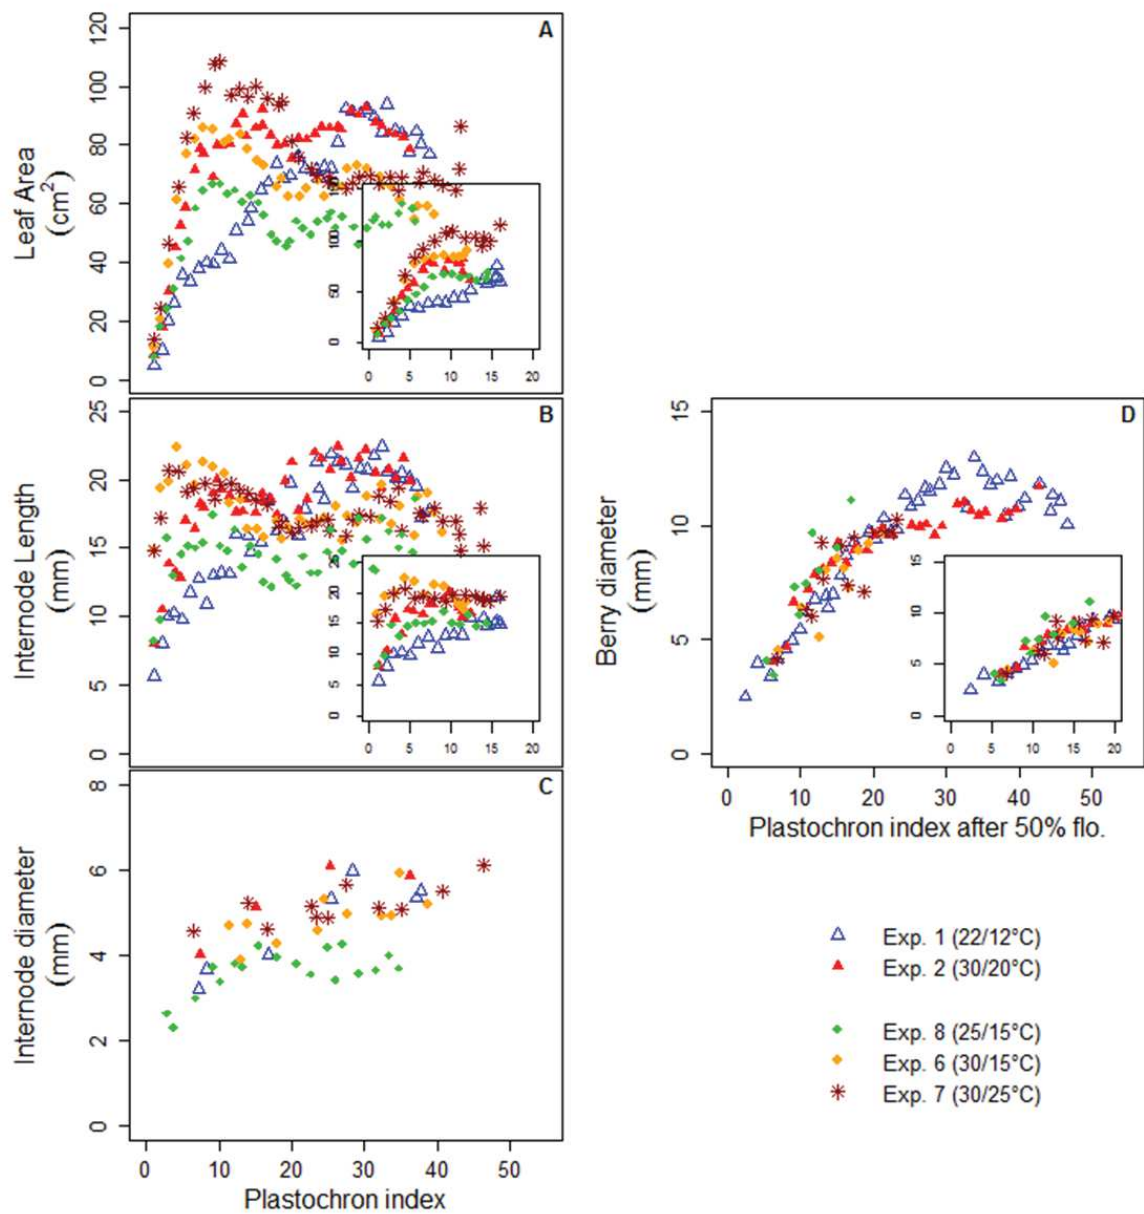 A
120
100
80
60
40
20
0
Leaf Area
(cm²)
150
100
50
0
0 5 10 15 20
B
25
20
15
10
5
0
Internode Length
(mm)
25
20
15
10
5
0
0 5 10 15 20
C
8
6
4
2
0
Internode diameter
(mm)
0 10 20 30 40 50
Plastochron index
D
15
10
5
0
Berry diameter
(mm)
15
10
5
0
0 5 10 15 20
0 10 20 30 40 50
Plastochron index after 50% flo.
Exp. 1 (22/12°C)
Exp. 2 (30/20°C)
Exp. 8 (25/15°C)
Exp. 6 (30/15°C)
Exp. 7 (30/25°C)